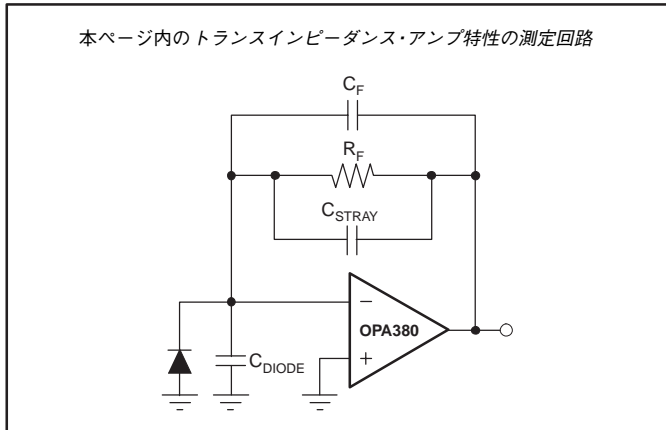 本ページ内のトランスインピーダンス・アンプ特性の測定回路
CF
RF
CSTRAY
−
OPA380
+
CDIODE